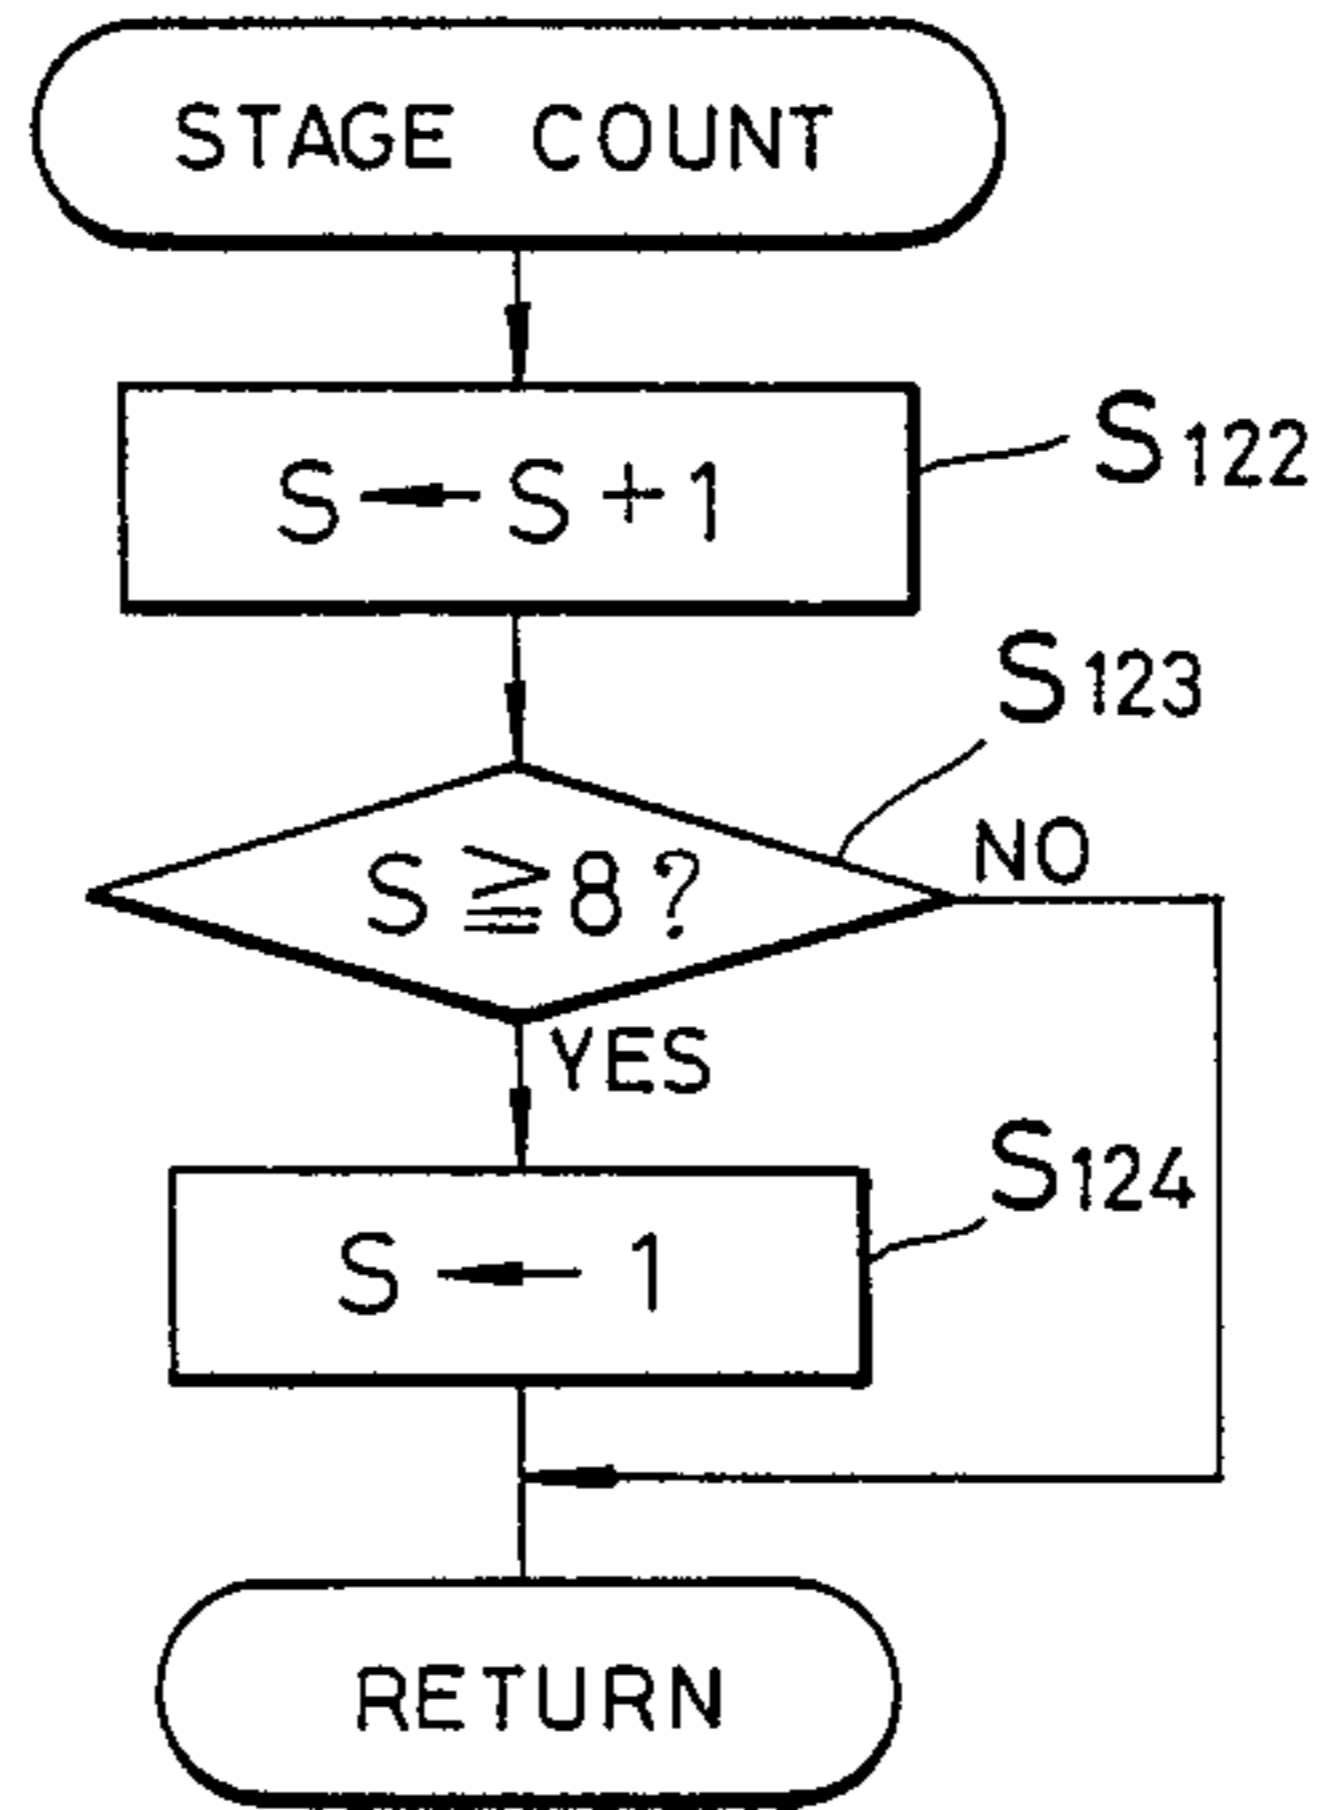 STAGE COUNT
S ← S + 1
S122
S123
S ≧ 8 ?
NO
YES
S124
S ← 1
RETURN